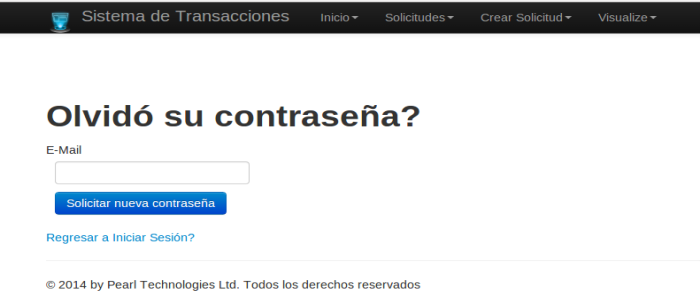 Sistema de Transacciones Inicio Solicitudes Crear Solicitud Visualize
Olvidó su contraseña?
E-Mail
Solicitar nueva contraseña
Regresar a Iniciar Sesión?
© 2014 by Pearl Technologies Ltd. Todos los derechos reservados